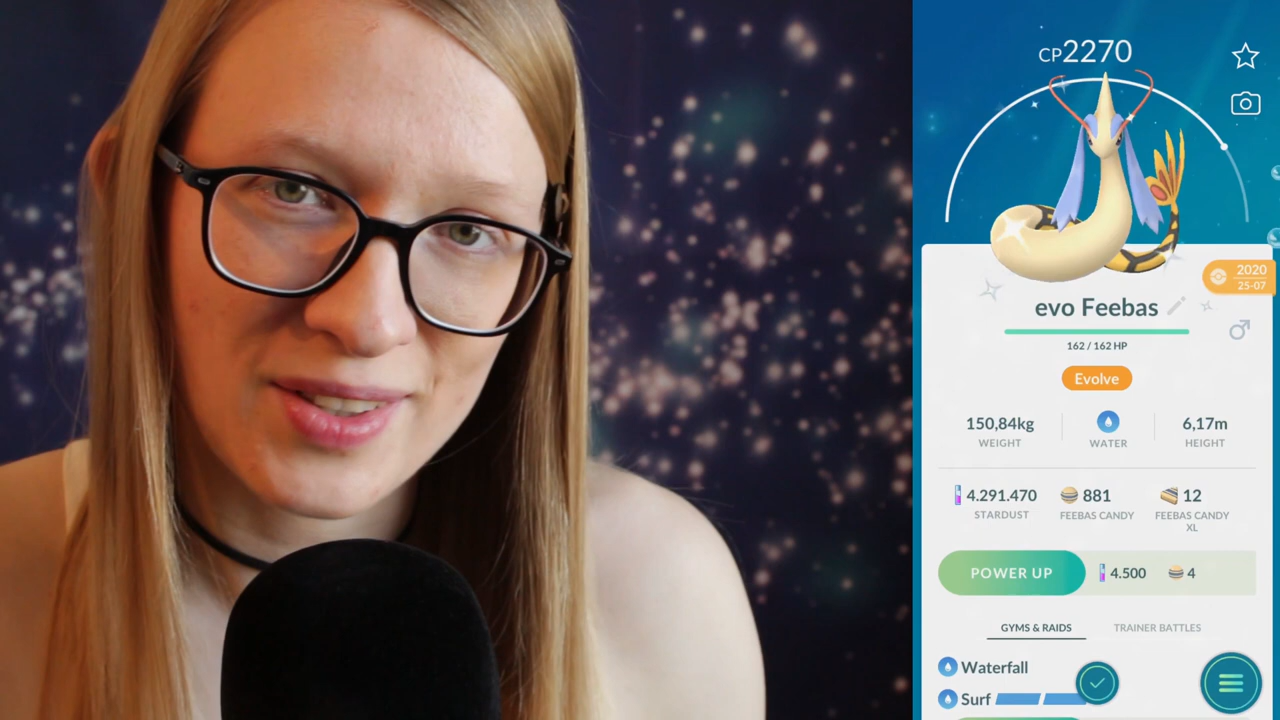 CP2270
2020
25-07
evo Feebas
162 / 162 HP
Evolve
150,84kg
WEIGHT
WATER
6,17m
HEIGHT
4.291.470
STARDUST
881
FEEBAS CANDY
12
FEEBAS CANDY
XL
POWER UP
4.500
4
GYMS & RAIDS
TRAINER BATTLES
Waterfall
Surf